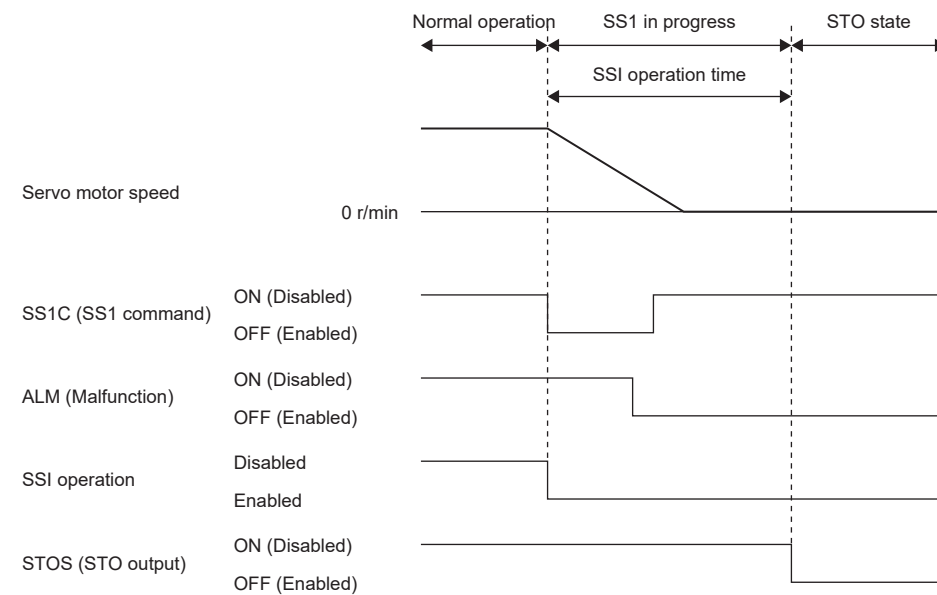 Normal operation SS1 in progress STO state
SSI operation time
Servo motor speed
0 r/min
SS1C (SS1 command)
ON (Disabled)
OFF (Enabled)
ALM (Malfunction)
ON (Disabled)
OFF (Enabled)
SSI operation
Disabled
Enabled
STOS (STO output)
ON (Disabled)
OFF (Enabled)